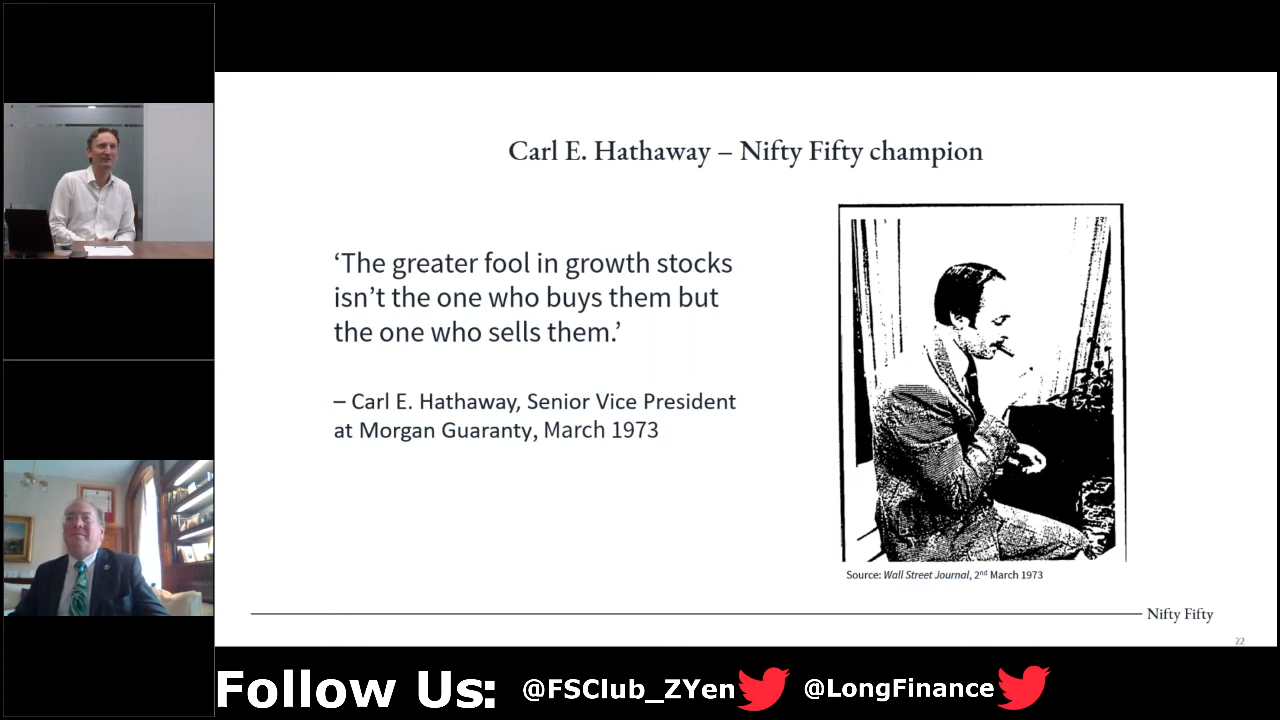 Carl E. Hathaway – Nifty Fifty champion
‘The greater fool in growth stocks
isn’t the one who buys them but
the one who sells them.’
– Carl E. Hathaway, Senior Vice President
at Morgan Guaranty, March 1973
Source: Wall Street Journal, 2nd March 1973
Nifty Fifty
22
Follow Us: @FSClub_ZYen @LongFinance